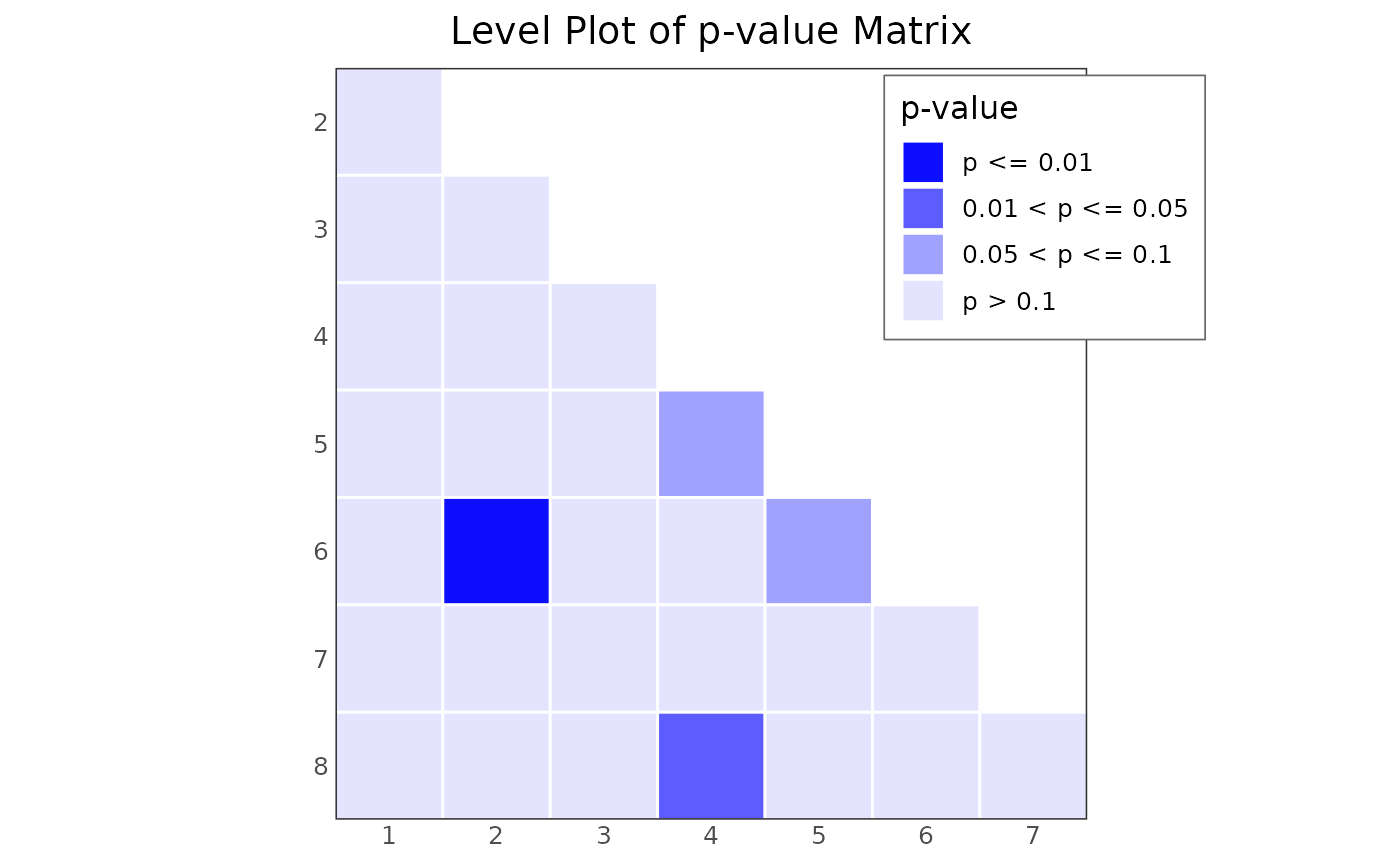 Level Plot of p-value Matrix
p-value
p <= 0.01
0.01 < p <= 0.05
0.05 < p <= 0.1
p > 0.1
2
3
4
5
6
7
8
1 2 3 4 5 6 7